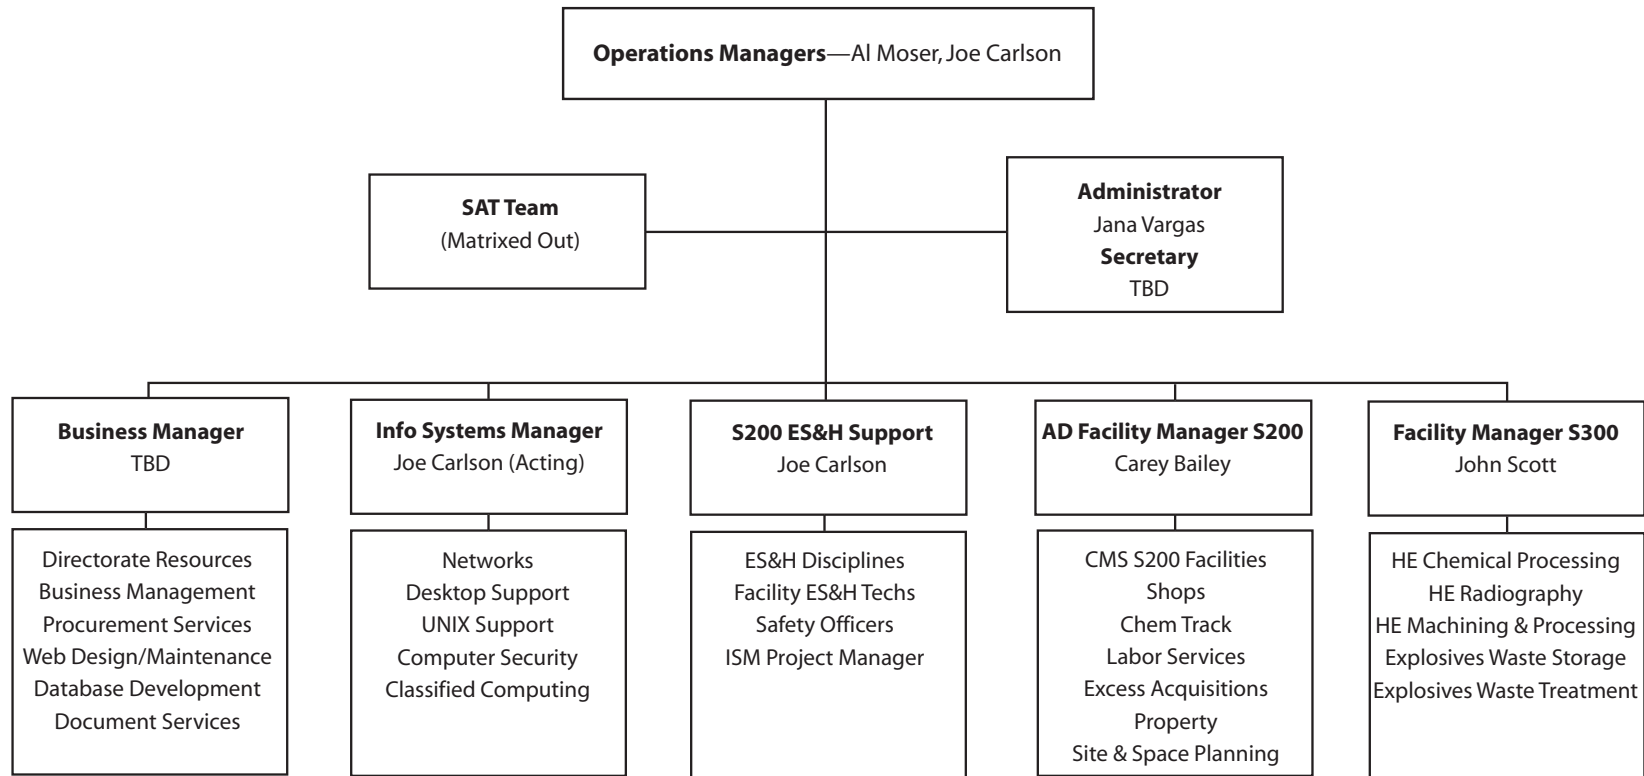 Operations Managers—Al Moser, Joe Carlson
SAT Team
(Matrixed Out)
Administrator
Jana Vargas
Secretary
TBD
Business Manager
TBD
Info Systems Manager
Joe Carlson (Acting)
S200 ES&H Support
Joe Carlson
AD Facility Manager S200
Carey Bailey
Facility Manager S300
John Scott
Directorate Resources
Business Management
Procurement Services
Web Design/Maintenance
Database Development
Document Services
Networks
Desktop Support
UNIX Support
Computer Security
Classified Computing
ES&H Disciplines
Facility ES&H Techs
Safety Officers
ISM Project Manager
CMS S200 Facilities
Shops
Chem Track
Labor Services
Excess Acquisitions
Property
Site & Space Planning
HE Chemical Processing
HE Radiography
HE Machining & Processing
Explosives Waste Storage
Explosives Waste Treatment